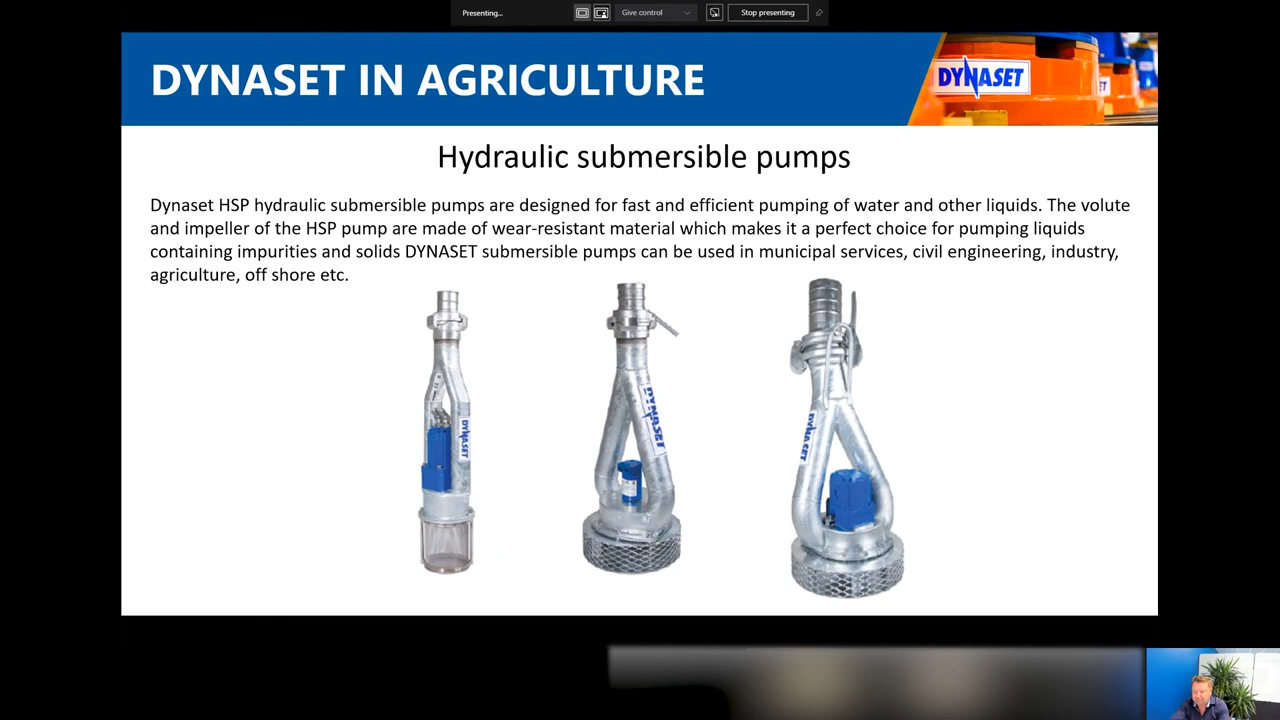 Presenting...
Give control
Stop presenting
DYNASET IN AGRICULTURE
DYNASET
Hydraulic submersible pumps
Dynaset HSP hydraulic submersible pumps are designed for fast and efficient pumping of water and other liquids. The volute
and impeller of the HSP pump are made of wear-resistant material which makes it a perfect choice for pumping liquids
containing impurities and solids DYNASET submersible pumps can be used in municipal services, civil engineering, industry,
agriculture, off shore etc.
DYNASET
DYNASET
DYNASET